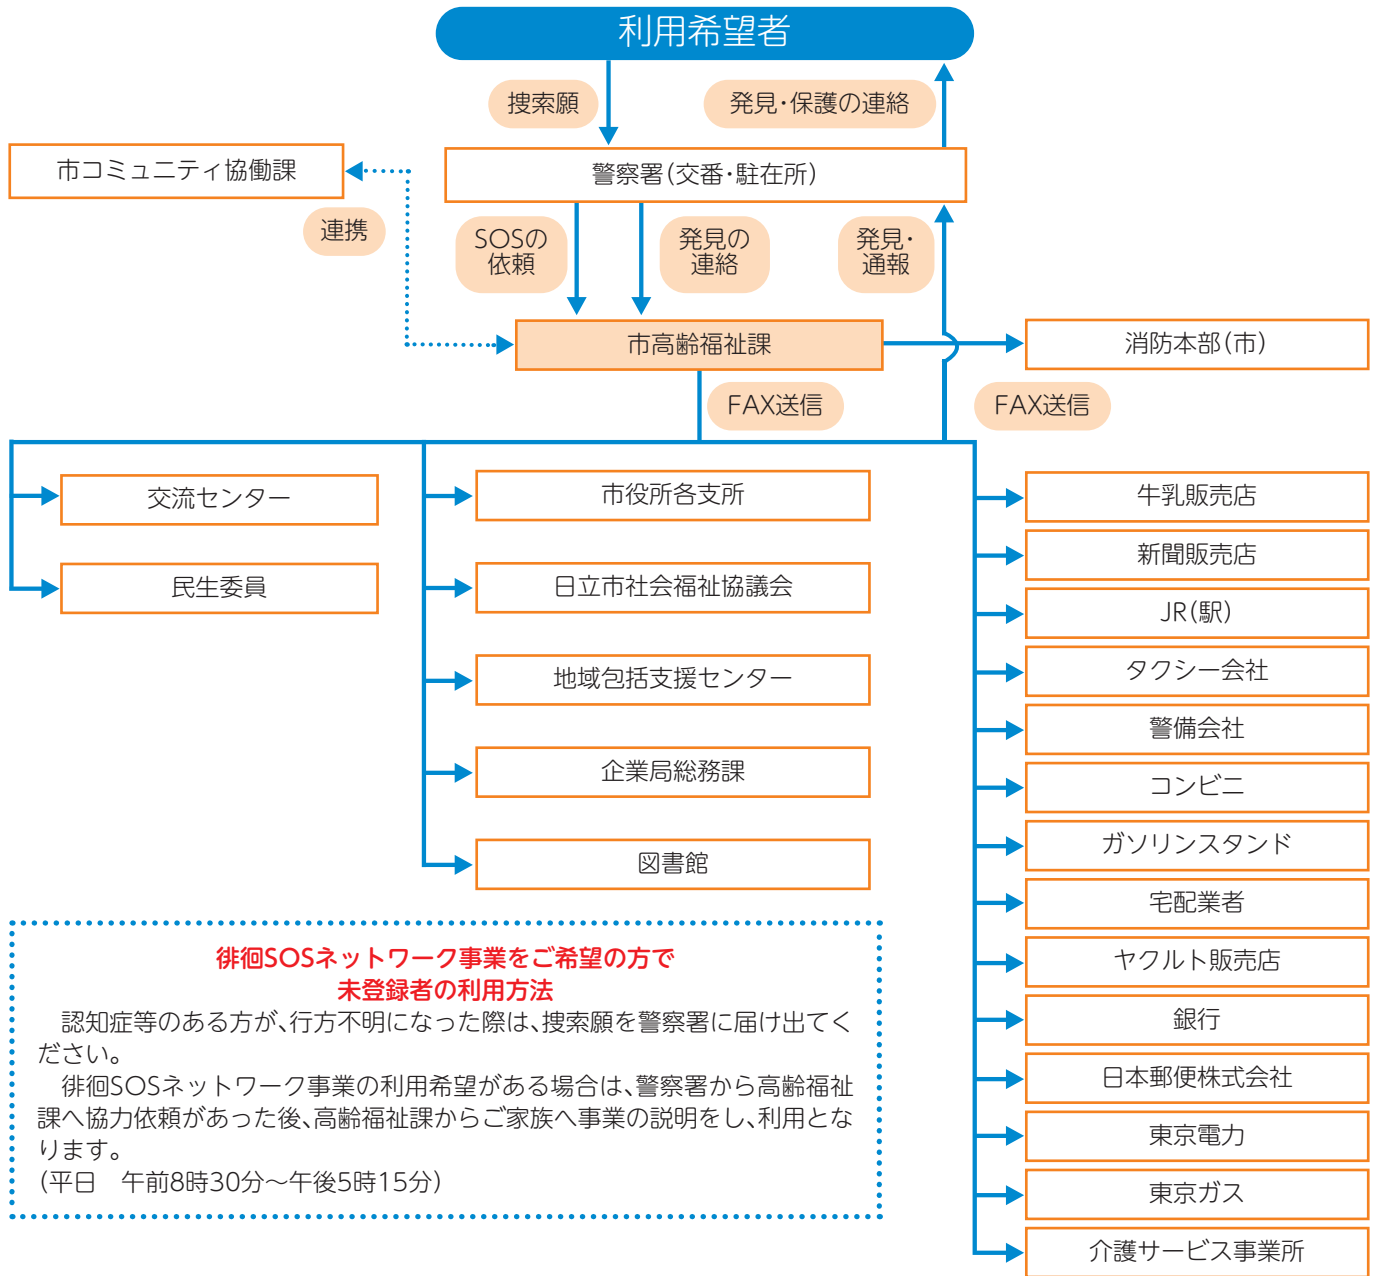 利用希望者
捜索願
発見・保護の連絡
市コミュニティ協働課
警察署(交番・駐在所)
連携
SOSの
依頼
発見の
連絡
発見・
通報
市高齢福祉課
消防本部(市)
FAX送信
FAX送信
交流センター
民生委員
市役所各支所
日立市社会福祉協議会
地域包括支援センター
企業局総務課
図書館
牛乳販売店
新聞販売店
JR(駅)
タクシー会社
警備会社
コンビニ
ガソリンスタンド
宅配業者
ヤクルト販売店
銀行
日本郵便株式会社
東京電力
東京ガス
介護サービス事業所
徘徊SOSネットワーク事業をご希望の方で
未登録者の利用方法
　認知症等のある方が、行方不明になった際は、捜索願を警察署に届け出てく
ださい。
　徘徊SOSネットワーク事業の利用希望がある場合は、警察署から高齢福祉
課へ協力依頼があった後、高齢福祉課からご家族へ事業の説明をし、利用とな
ります。
(平日　午前8時30分～午後5時15分)